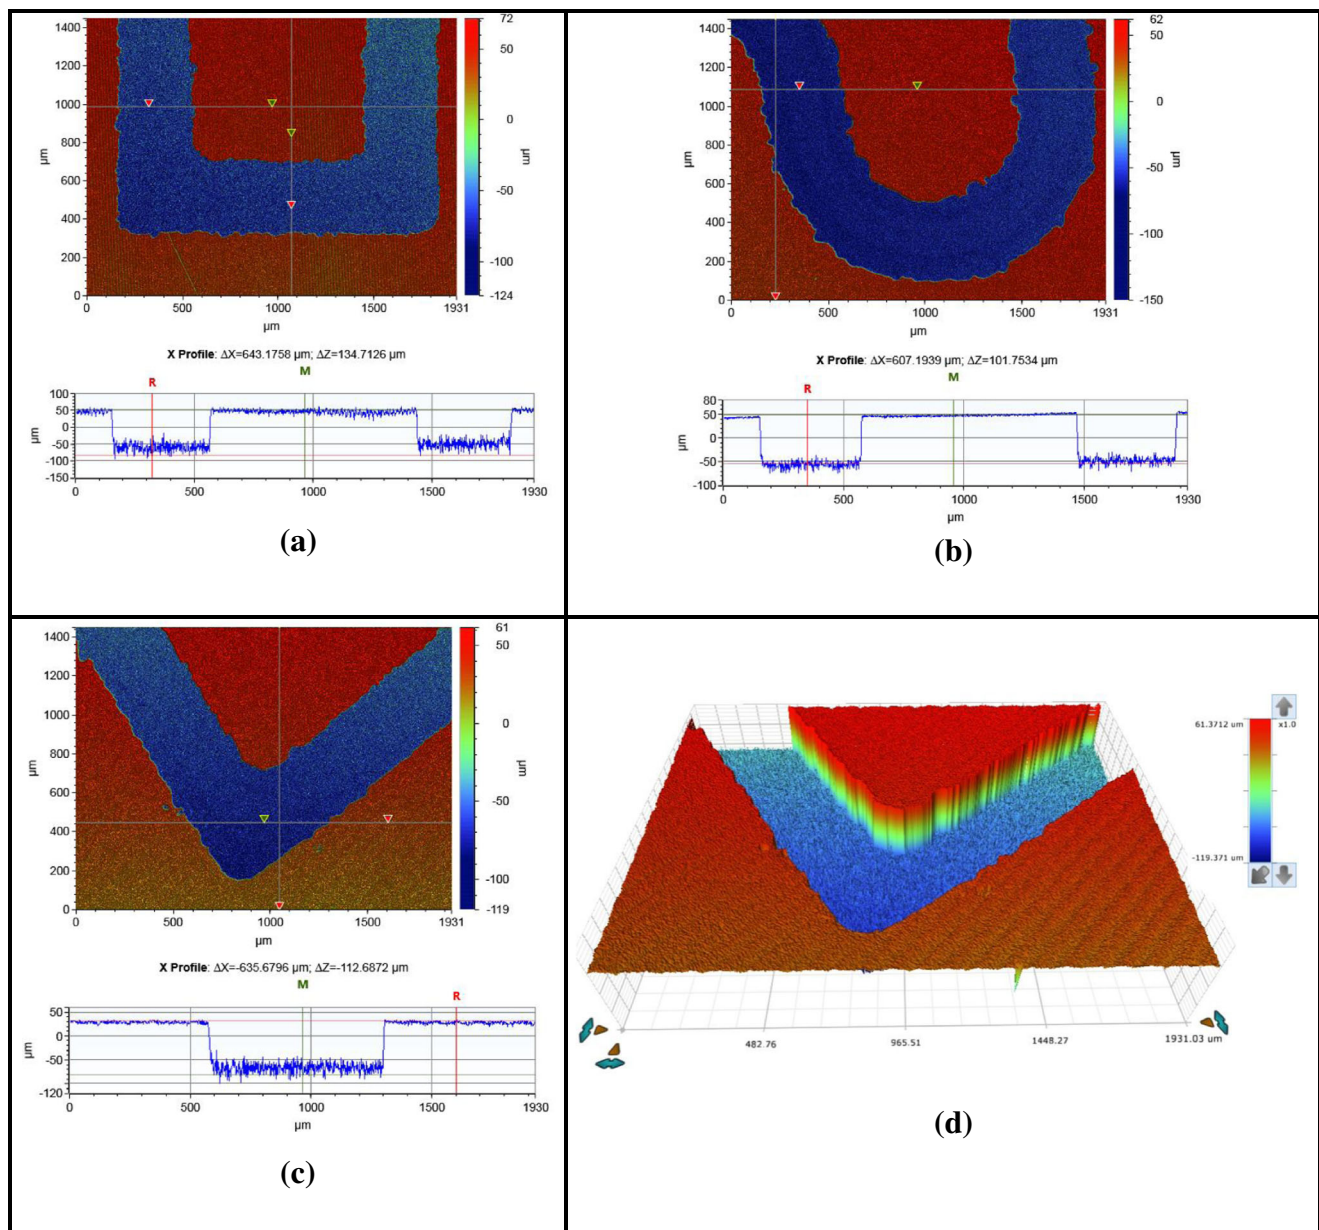 1400
1200
1000
800
600
400
200
0
µm
0
500
1000
1500
1931
µm
72
50
0
-50
-100
-124
µm
X Profile: ΔX=643.1758 µm; ΔZ=134.7126 µm
R
M
100
50
0
-50
-100
-150
µm
0
500
1000
1500
1930
µm
(a)
1400
1200
1000
800
600
400
200
0
µm
0
500
1000
1500
1931
µm
62
50
0
-50
-100
-150
µm
X Profile: ΔX=607.1939 µm; ΔZ=101.7534 µm
R
M
80
50
0
-50
-100
µm
0
500
1000
1500
1930
µm
(b)
1400
1200
1000
800
600
400
200
0
µm
0
500
1000
1500
1931
µm
61
50
0
-50
-100
-119
µm
X Profile: ΔX=-635.6796 µm; ΔZ=-112.6872 µm
M
R
50
0
-50
-120
µm
0
500
1000
1500
1930
µm
(c)
61.3712 um
x1.0
-119.371 um
482.76
965.51
1448.27
1931.03 um
(d)